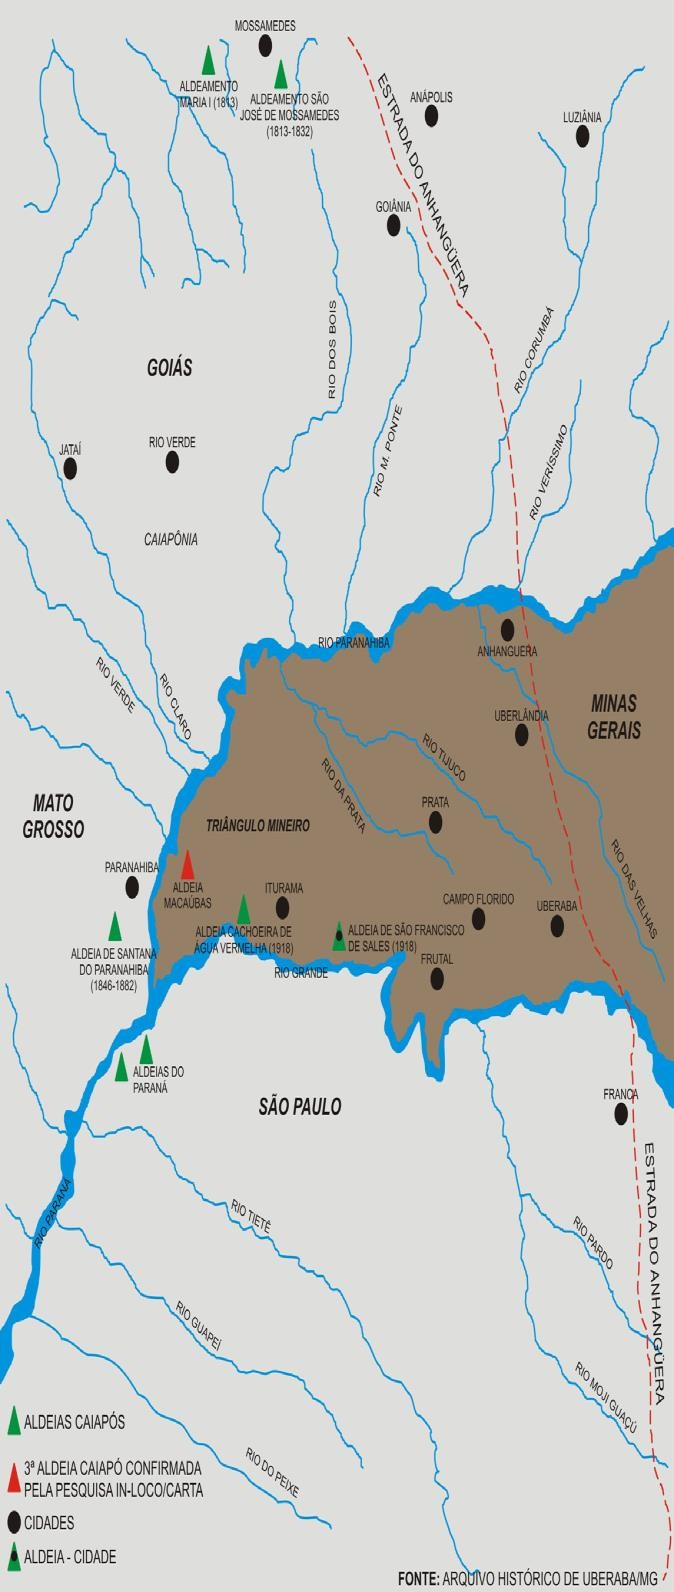 MOSSAMEDES
ALDEAMENTO
MARIA I (1813)
ALDEAMENTO SÃO
JOSÉ DE MOSSAMEDES
(1813-1832)
ESTRADA DO ANHANGÜERA
ANÁPOLIS
LUZIÂNIA
GOIÂNIA
RIO DOS BOIS
RIO CORUMBÁ
GOIÁS
RIO M. PONTE
RIO VERÍSSIMO
JATAÍ
RIO VERDE
CAIAPÔNIA
RIO PARANAHIBA
ANHANGUERA
RIO VERDE
RIO CLARO
MINAS
GERAIS
UBERLÂNDIA
RIO TIJUCO
RIO DA PRATA
MATO
GROSSO
PRATA
TRIÂNGULO MINEIRO
RIO DAS VELHAS
PARANAHIBA
ALDEIA
MACAÚBAS
ITURAMA
CAMPO FLORIDO
UBERABA
ALDEIA CACHOEIRA DE
ÁGUA VERMELHA (1918)
ALDEIA DE SÃO FRANCISCO
DE SALES (1918)
ALDEIA DE SANTANA
DO PARANAHIBA
(1846-1882)
FRUTAL
RIO GRANDE
ALDEIAS DO
PARANÁ
SÃO PAULO
FRANCA
ESTRADA DO ANHANGÜERA
RIO PARANÁ
RIO TIETÊ
RIO PARDO
RIO GUAPEÍ
RIO MOJI GUAÇÚ
RIO DO PEIXE
ALDEIAS CAIAPÓS
3ª ALDEIA CAIAPÓ CONFIRMADA
PELA PESQUISA IN-LOCO/CARTA
CIDADES
ALDEIA - CIDADE
FONTE: ARQUIVO HISTÓRICO DE UBERABA/MG